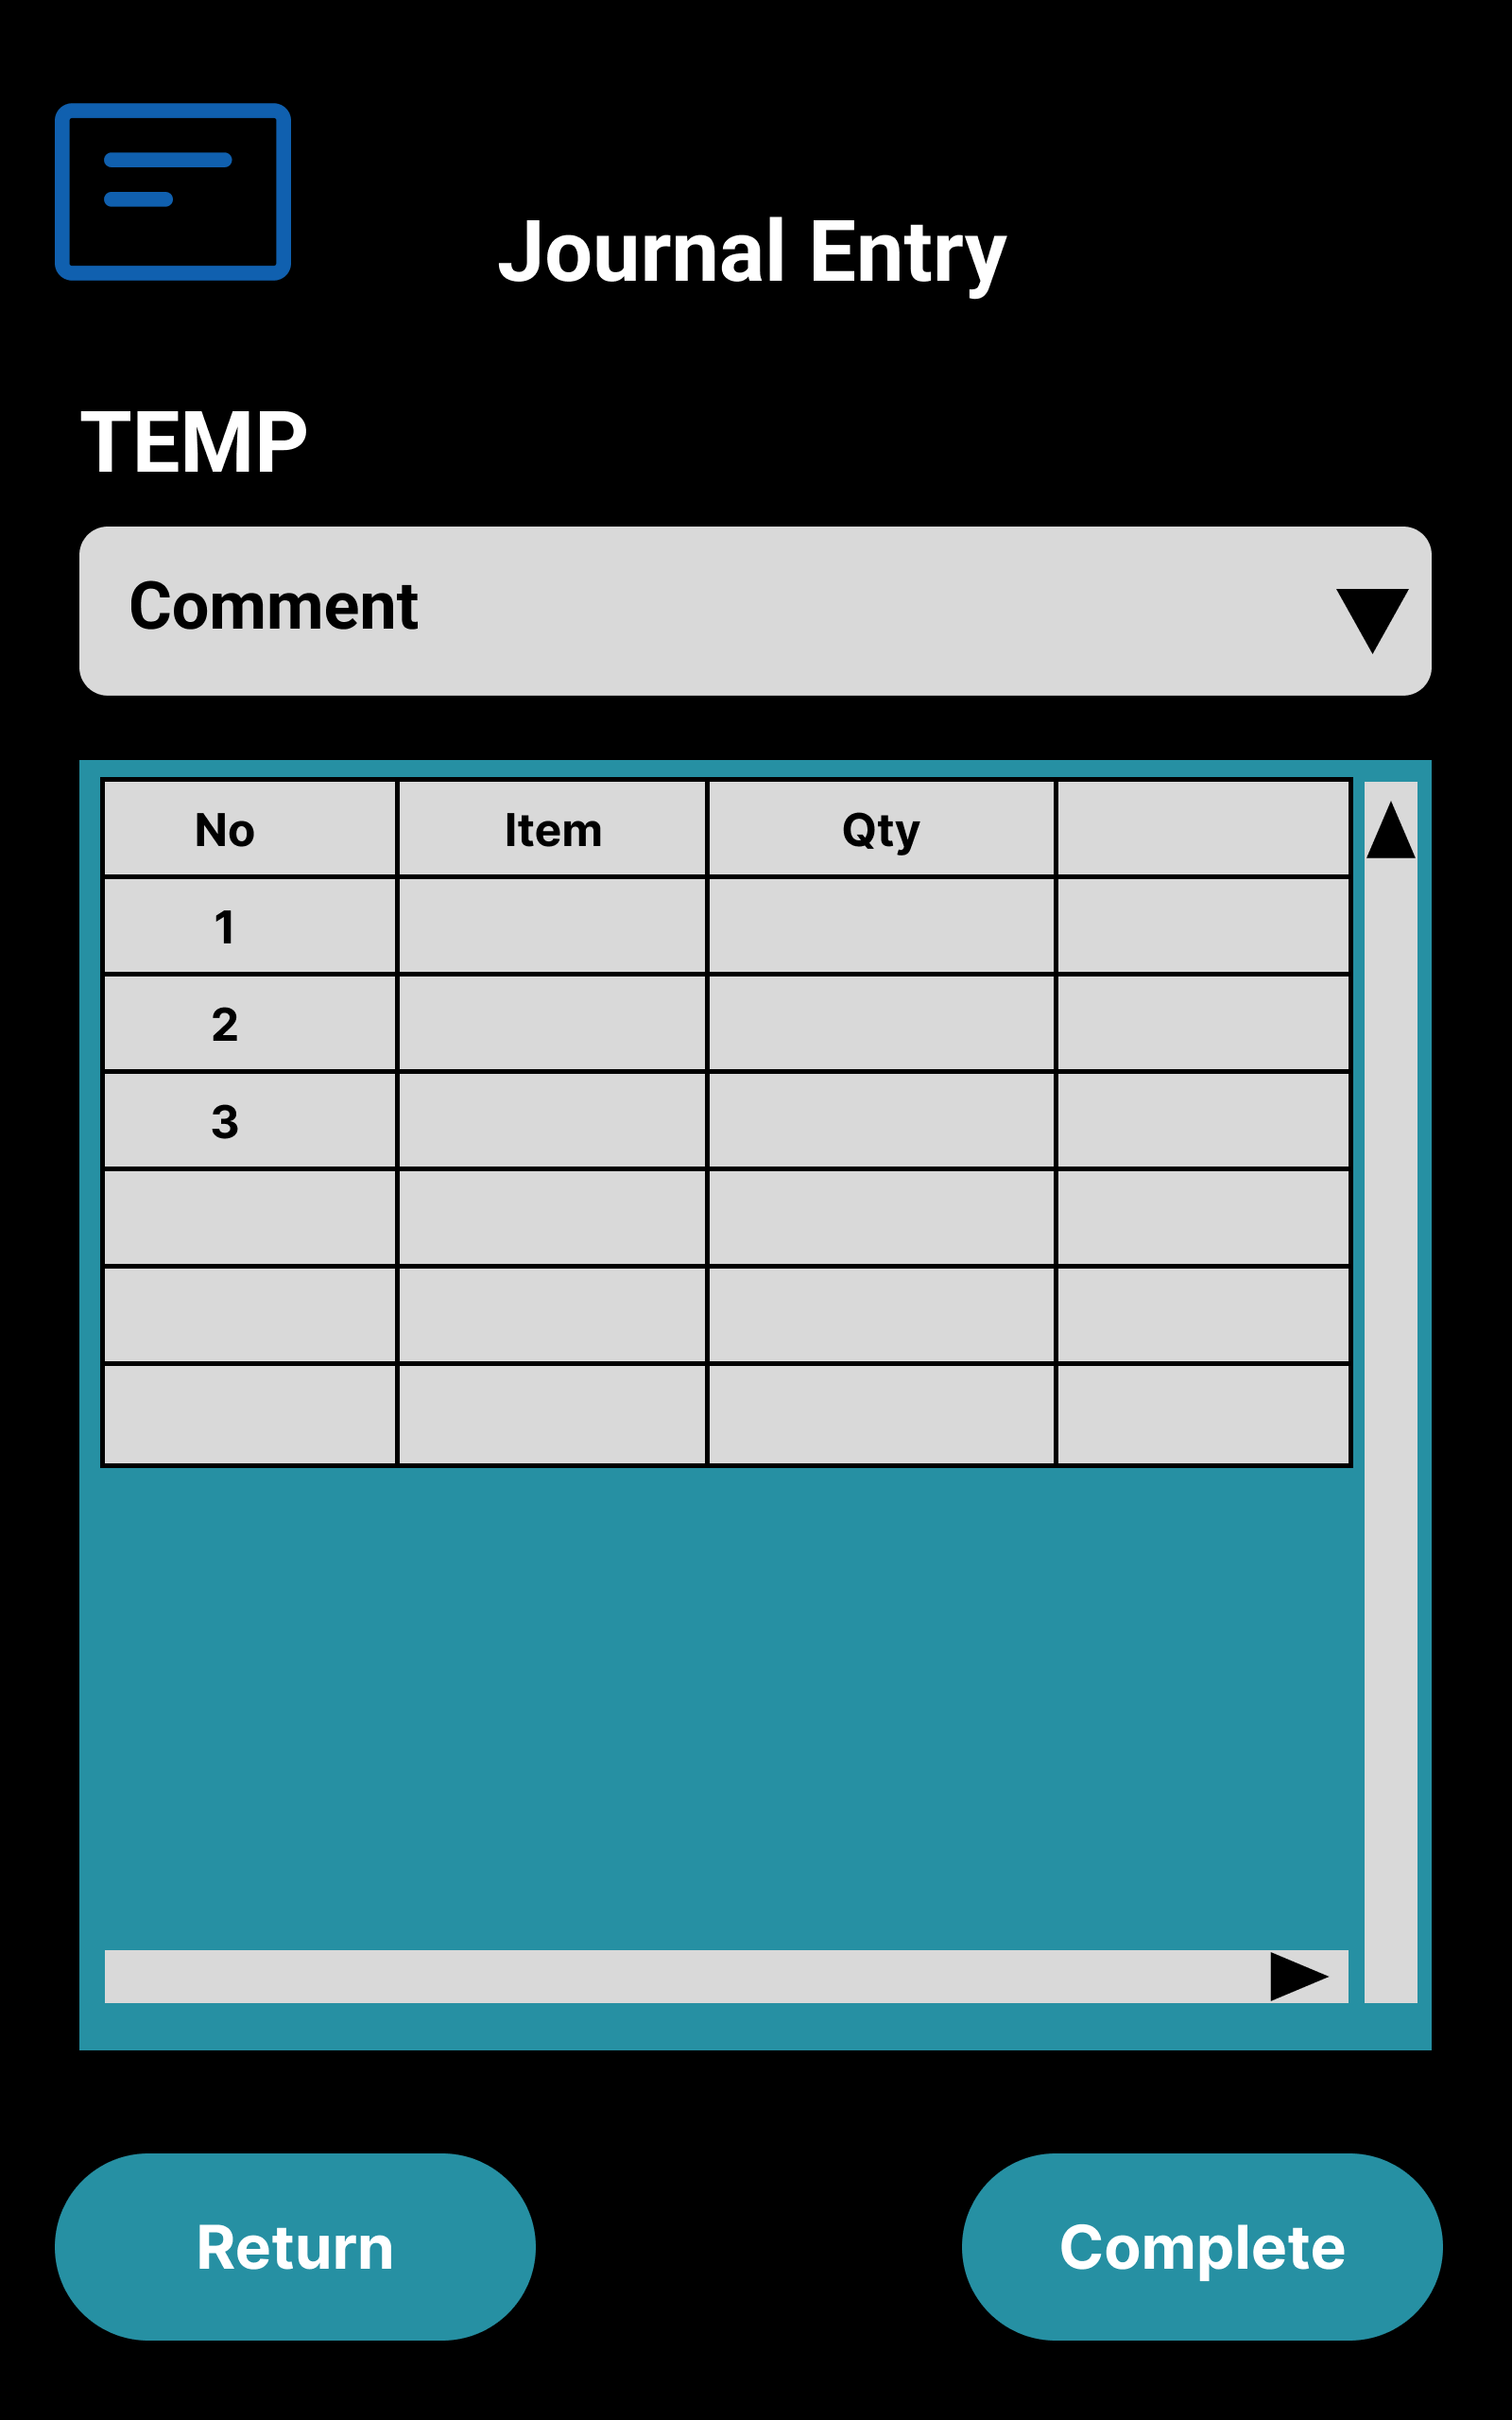 Journal Entry
TEMP
Comment
No Item Qty
1
2
3
Return Complete